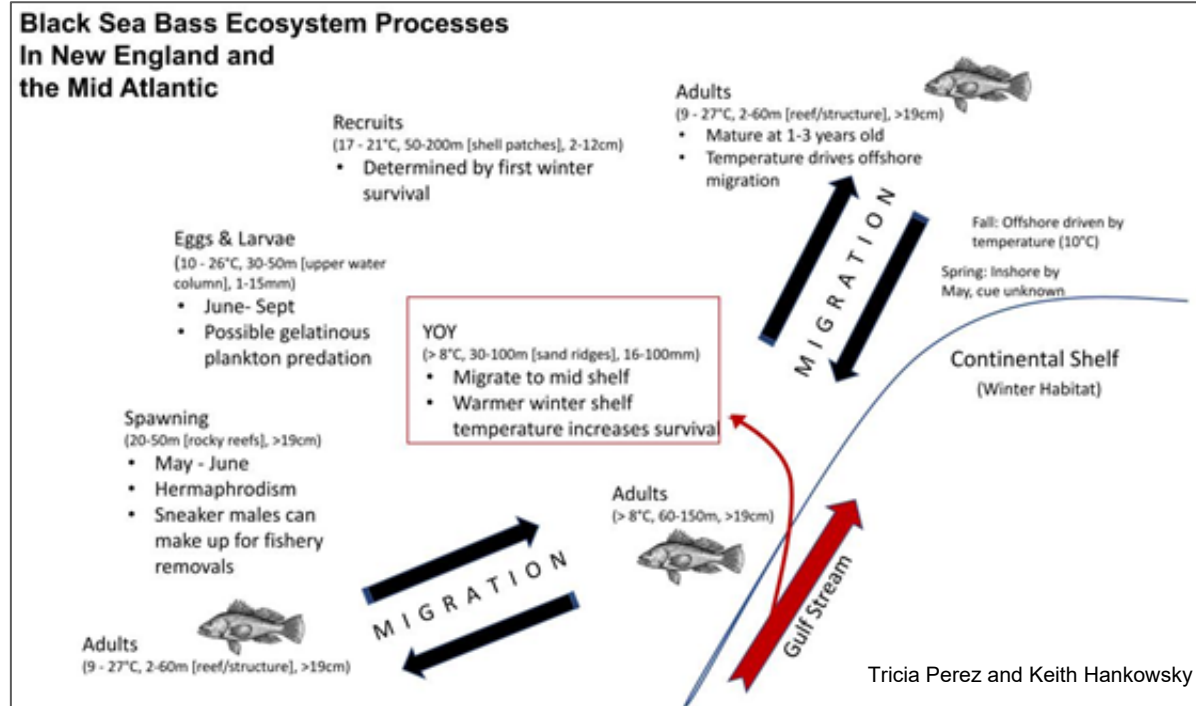 Black Sea Bass Ecosystem Processes
In New England and
the Mid Atlantic
Adults
(9 - 27°C, 2-60m [reef/structure], >19cm)
• Mature at 1-3 years old
• Temperature drives offshore
migration
Recruits
(17 - 21°C, 50-200m [shell patches], 2-12cm)
• Determined by first winter
survival
MIGRATION
Fall: Offshore driven by
temperature (10°C)
Spring: Inshore by
May, cue unknown
Eggs & Larvae
(10 - 26°C, 30-50m [upper water
column], 1-15mm)
• June- Sept
• Possible gelatinous
plankton predation
YOY
(> 8°C, 30-100m [sand ridges], 16-100mm)
• Migrate to mid shelf
• Warmer winter shelf
temperature increases survival
Continental Shelf
(Winter Habitat)
Spawning
(20-50m [rocky reefs], >19cm)
• May - June
• Hermaphrodism
• Sneaker males can
make up for fishery
removals
Adults
(> 8°C, 60-150m, >19cm)
MIGRATION
Gulf Stream
Adults
(9 - 27°C, 2-60m [reef/structure], >19cm)
Tricia Perez and Keith Hankowsky